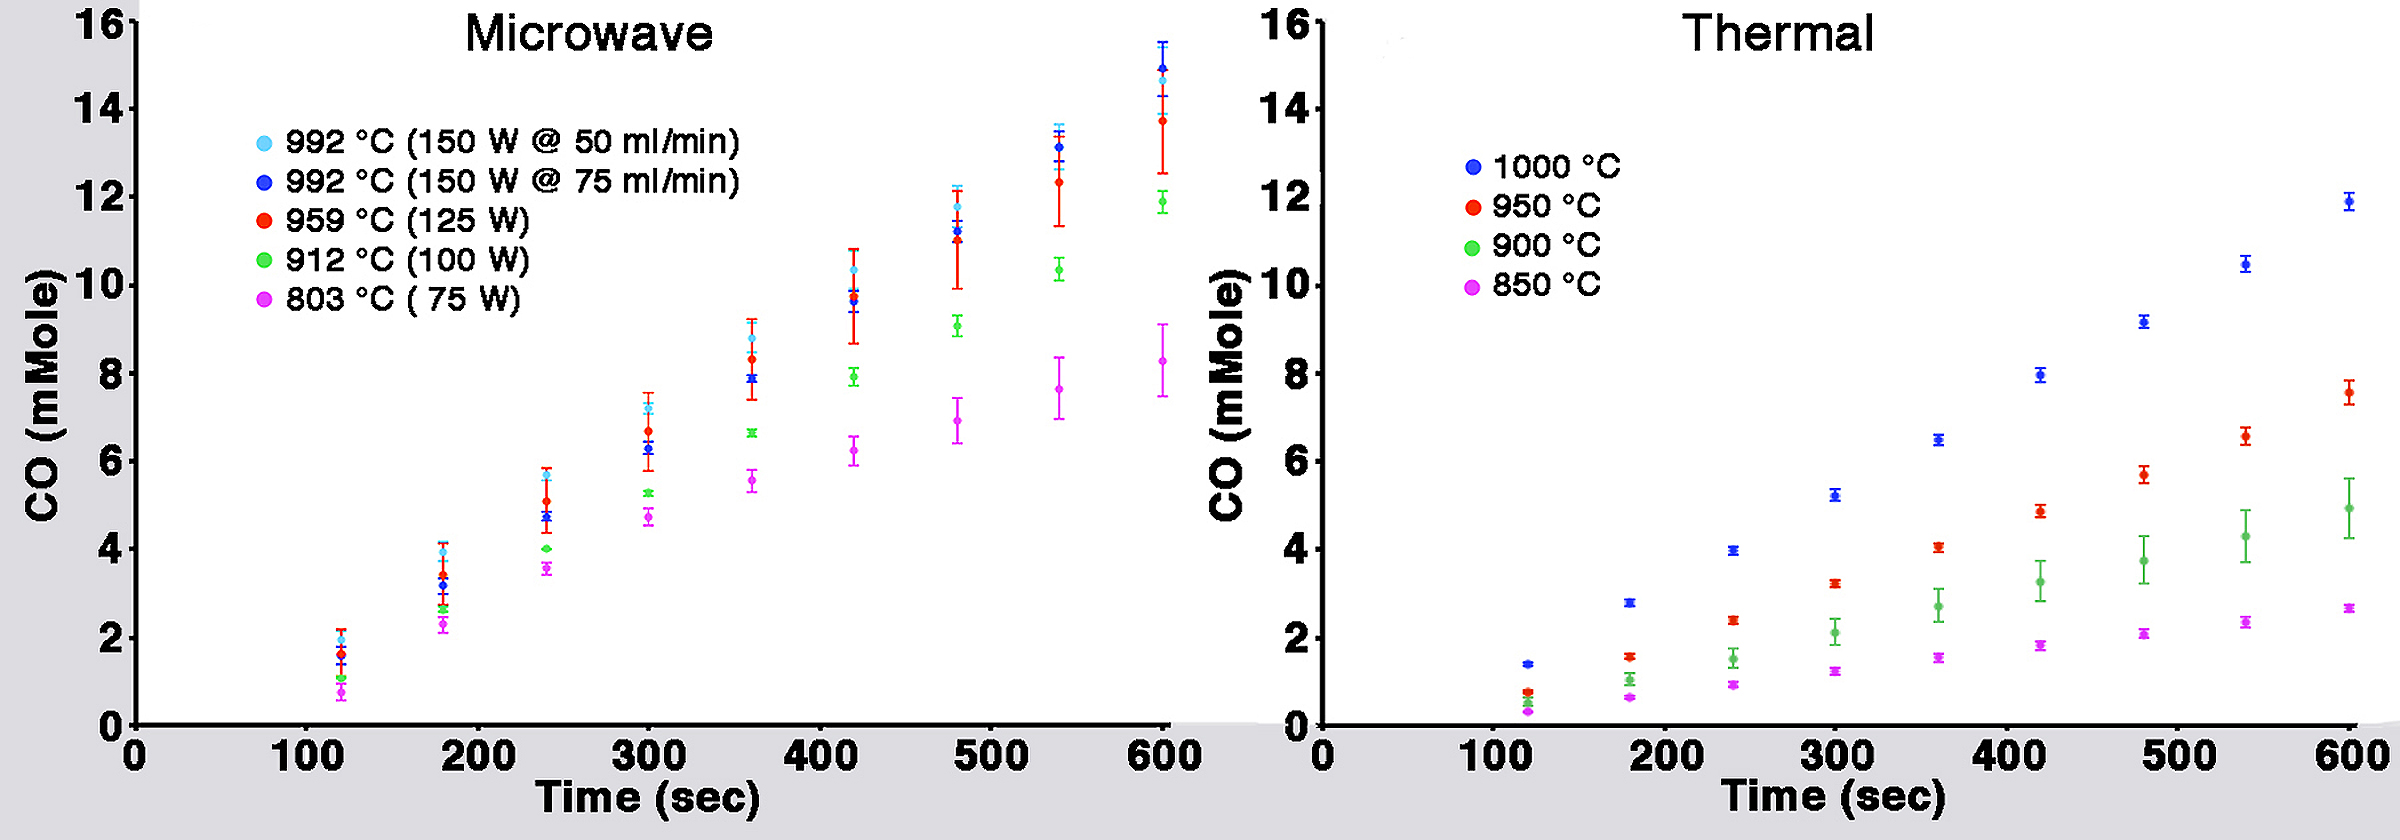 Microwave
16
14
12
10
8
6
4
2
0
CO (mMole)
992 °C (150 W @ 50 ml/min)
992 °C (150 W @ 75 ml/min)
959 °C (125 W)
912 °C (100 W)
803 °C ( 75 W)
0 100 200 300 400 500 600
Time (sec)
Thermal
16
14
12
10
8
6
4
2
0
CO (mMole)
1000 °C
950 °C
900 °C
850 °C
0 100 200 300 400 500 600
Time (sec)